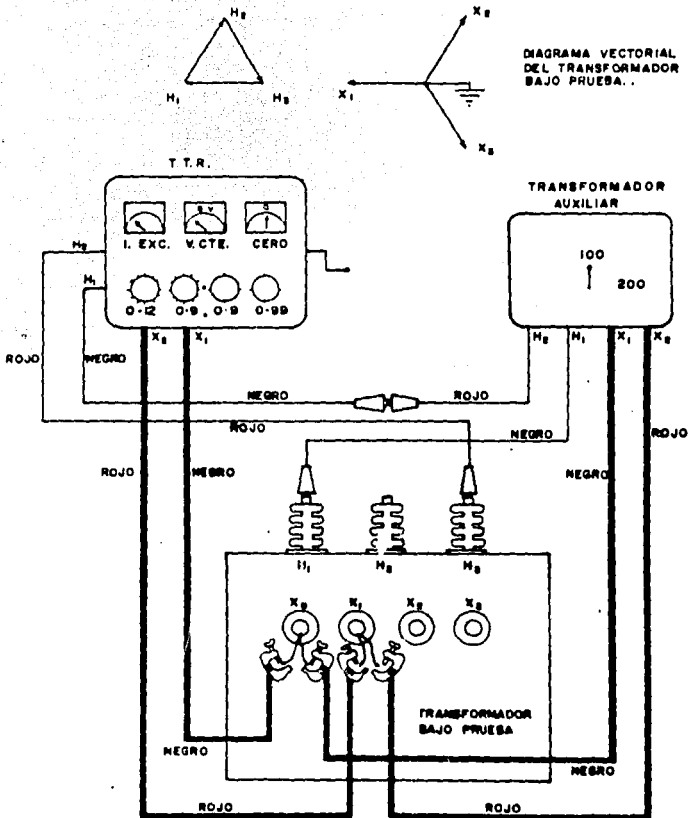 H₂
H₁
H₃
X₂
X₁
X₃
DIAGRAMA VECTORIAL
DEL TRANSFORMADOR
BAJO PRUEBA..
T.T.R.
I. EXC.
V. CTE.
CERO
0-12
0-9
0-9
0-99
H₂
H₁
X₂
X₁
TRANSFORMADOR
AUXILIAR
100
200
H₂
H₁
X₁
X₂
ROJO
NEGRO
NEGRO
ROJO
ROJO
NEGRO
ROJO
ROJO
NEGRO
NEGRO
H₁
H₂
H₃
X₀
X₁
X₂
X₃
TRANSFORMADOR
BAJO PRUEBA
NEGRO
NEGRO
ROJO
ROJO